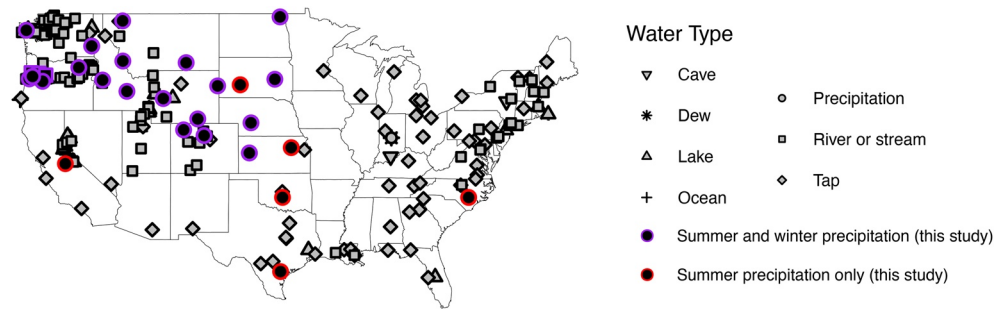 Water Type
Cave
Dew
Lake
Ocean
Precipitation
River or stream
Tap
Summer and winter precipitation (this study)
Summer precipitation only (this study)